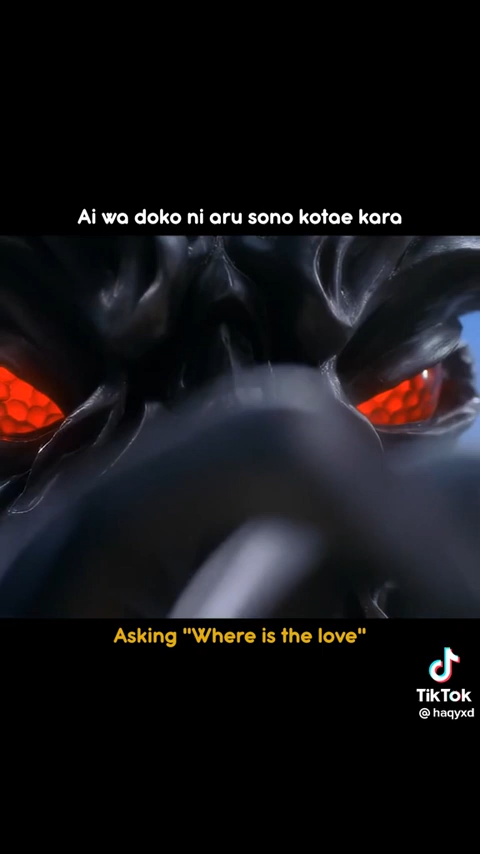 Ai wa doko ni aru sono kotae kara
Asking "Where is the love"
TikTok
@haqyxd